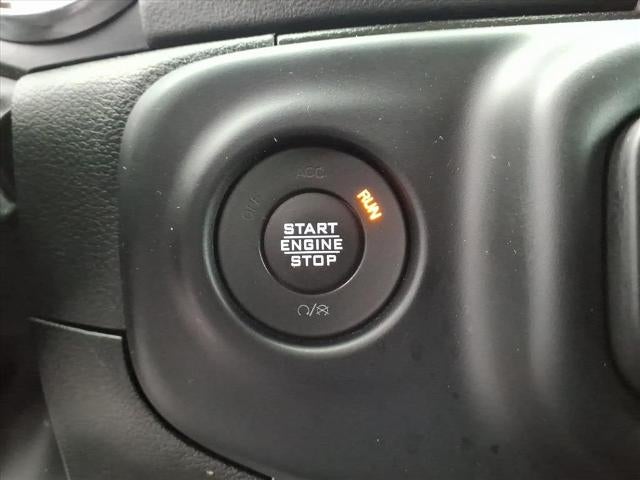 ACC
OFF
RUN
START
ENGINE
STOP